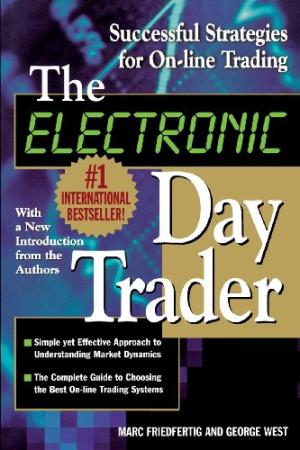 Successful Strategies
for On-line Trading
The
ELECTRONIC
#1
INTERNATIONAL
BESTSELLER!
With
a New
Introduction
from the
Authors
Day
Trader
Simple yet Effective Approach to
Understanding Market Dynamics
The Complete Guide to Choosing
the Best On-line Trading Systems
MARC FRIEDFERTIG AND GEORGE WEST